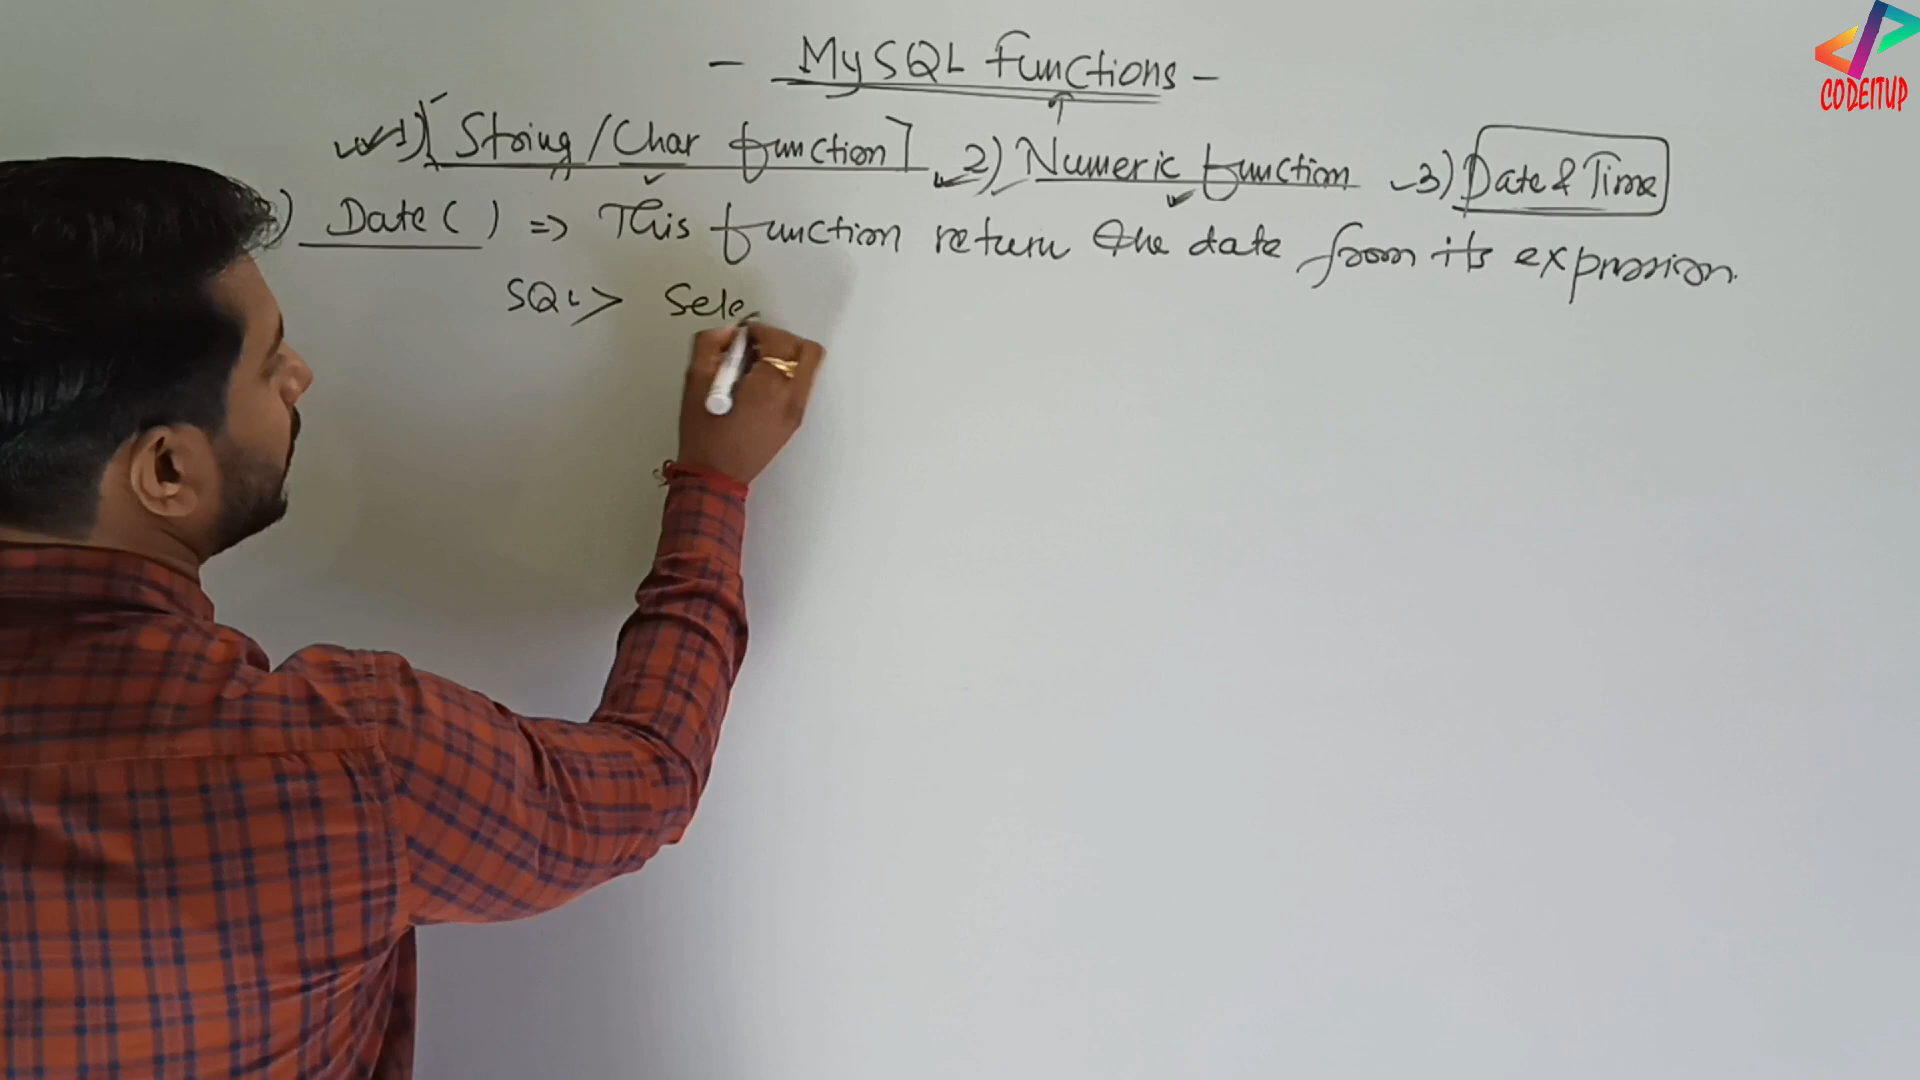 - MySQL Functions -
1) [String/Char function] 2) Numeric function 3) Date & Time
) Date( ) => This function return the date from its expression.
SQL> Sele
CODEITUP